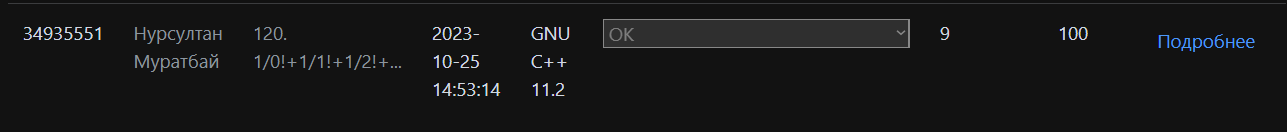 34935551 Нурсултан 120. 2023- GNU OK 9 100 Подробнее
Муратбай 1/0!+1/1!+1/2!+... 10-25 C++
14:53:14 11.2